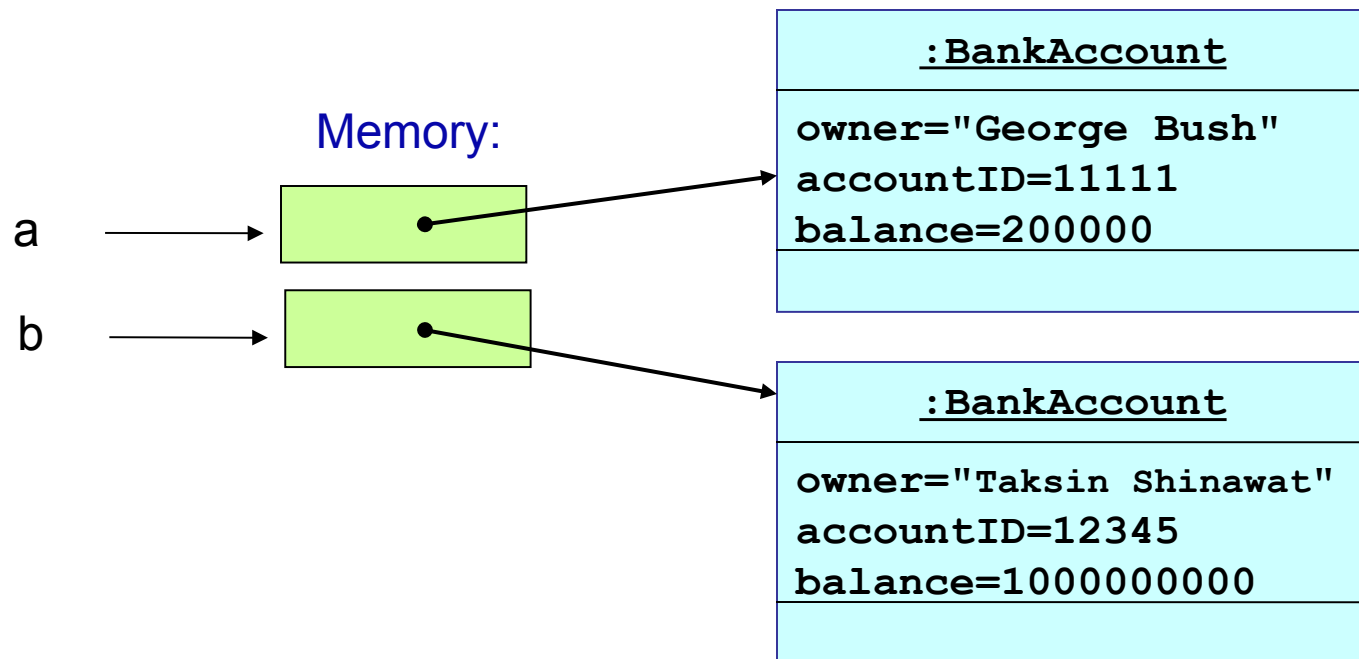 :BankAccount
Memory:
owner="George Bush"
accountID=11111
balance=200000
a
b
:BankAccount
owner="Taksin Shinawat"
accountID=12345
balance=1000000000